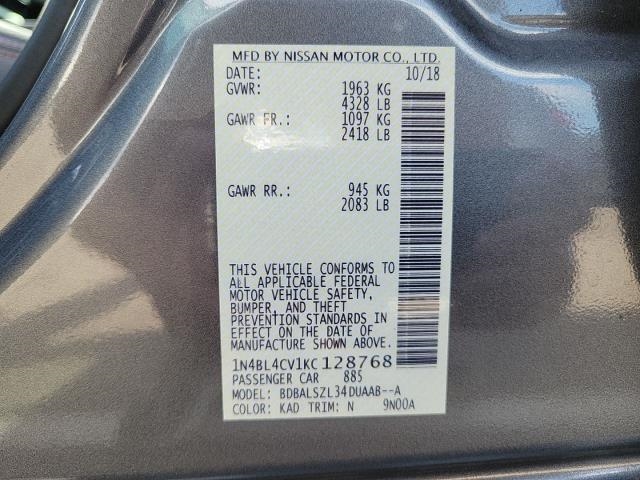 MFD BY NISSAN MOTOR CO., LTD.
DATE: 10/18
GVWR: 1963 KG
4328 LB
GAWR FR.: 1097 KG
2418 LB
GAWR RR.: 945 KG
2083 LB
THIS VEHICLE CONFORMS TO
ALL APPLICABLE FEDERAL
MOTOR VEHICLE SAFETY,
BUMPER, AND THEFT
PREVENTION STANDARDS IN
EFFECT ON THE DATE OF
MANUFACTURE SHOWN ABOVE.
1N4BL4CV1KC128768
PASSENGER CAR 885
MODEL: BDBALSZL34DUAAB--A
COLOR: KAD TRIM: N 9N00A